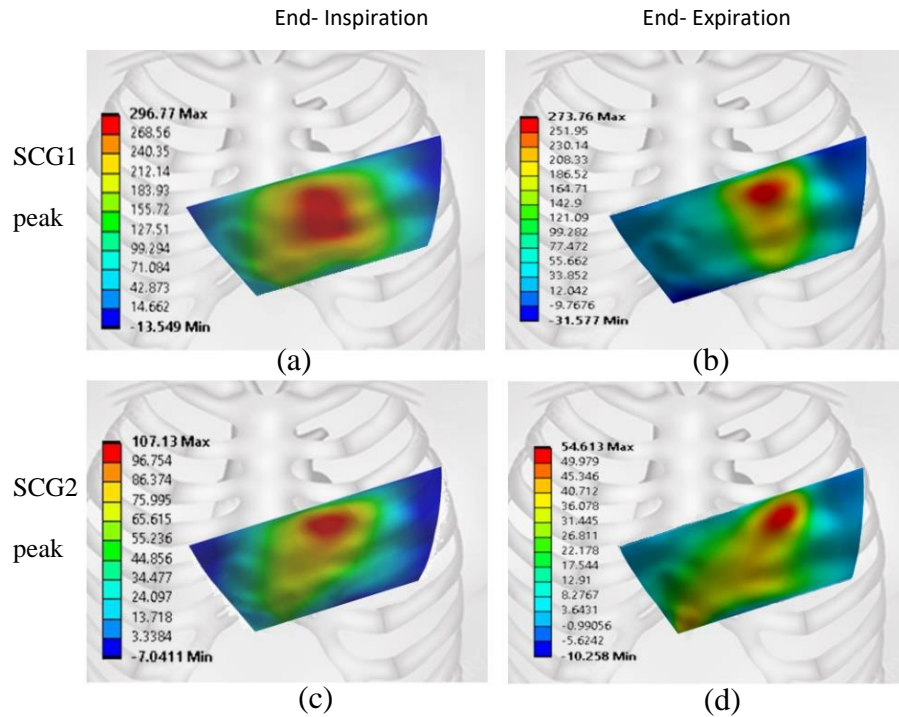 End- Inspiration
End- Expiration
SCG1
peak
296.77 Max
268.56
240.35
212.14
183.93
155.72
127.51
99.294
71.084
42.873
14.662
-13.549 Min
(a)
273.76 Max
251.95
230.14
208.33
186.52
164.71
142.9
121.09
99.282
77.472
55.662
33.852
12.042
-9.7676
-31.577 Min
(b)
SCG2
peak
107.13 Max
96.754
86.374
75.995
65.615
55.236
44.856
34.477
24.097
13.718
3.3384
-7.0411 Min
(c)
54.613 Max
49.979
45.346
40.712
36.078
31.445
26.811
22.178
17.544
12.91
8.2767
3.6431
-0.99056
-5.6242
-10.258 Min
(d)